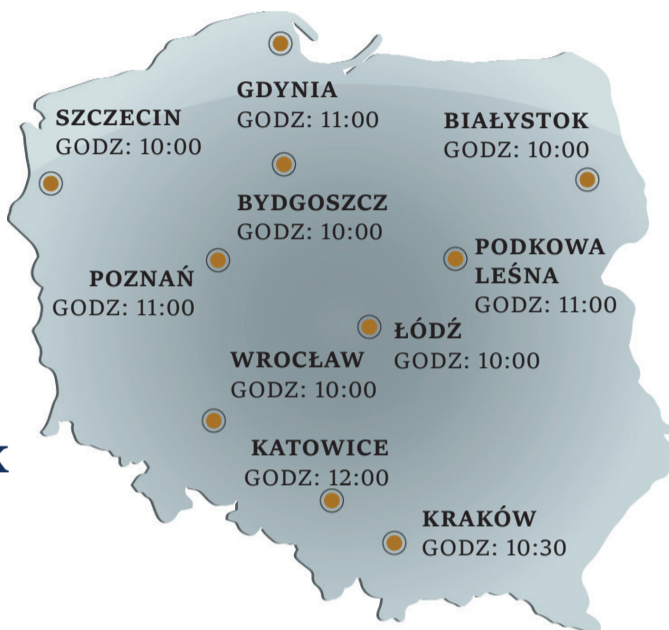 GDYNIA
GODZ: 11:00
SZCZECIN
GODZ: 10:00
BIAŁYSTOK
GODZ: 10:00
BYDGOSZCZ
GODZ: 10:00
PODKOWA
LEŚNA
GODZ: 11:00
POZNAŃ
GODZ: 11:00
ŁÓDŹ
GODZ: 10:00
WROCŁAW
GODZ: 10:00
K
KATOWICE
GODZ: 12:00
KRAKÓW
GODZ: 10:30